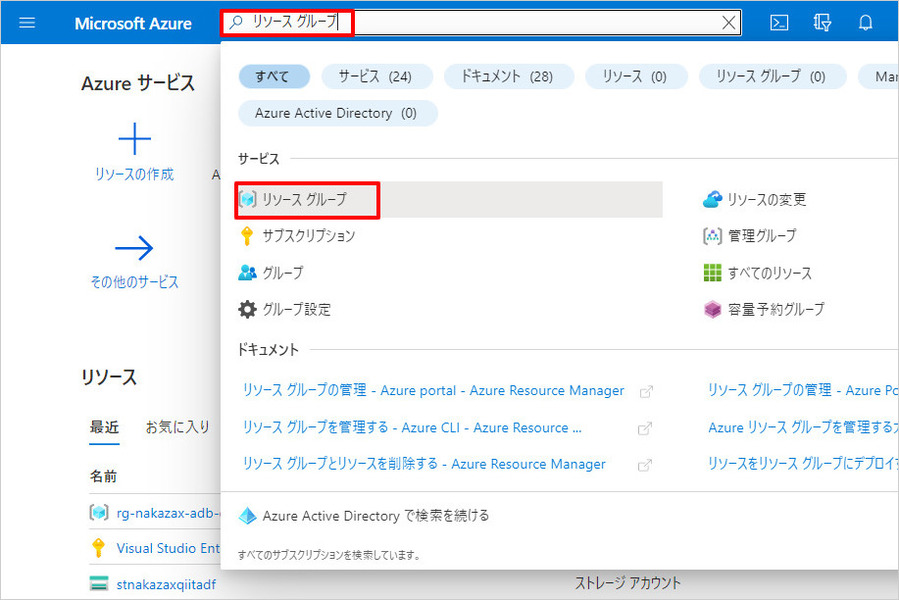 Microsoft Azure
リソース グループ
Azure サービス
すべて
サービス (24)
ドキュメント (28)
リソース (0)
リソース グループ (0)
Mar
Azure Active Directory (0)
リソースの作成
A
サービス
リソース グループ
リソースの変更
サブスクリプション
管理グループ
その他のサービス
グループ
すべてのリソース
グループ設定
容量予約グループ
ドキュメント
リソース
リソース グループの管理 - Azure portal - Azure Resource Manager
リソース グループの管理 - Azure Po
最近
お気に入り
リソース グループを管理する - Azure CLI - Azure Resource ...
Azure リソース グループを管理する
名前
リソース グループとリソースを削除する - Azure Resource Manager
リソースをリソース グループにデプロイ
rg-nakazax-adb-
Azure Active Directory で検索を続ける
Visual Studio Ent
すべてのサブスクリプションを検索しています。
stnakazaxqiitadf
ストレージ アカウント